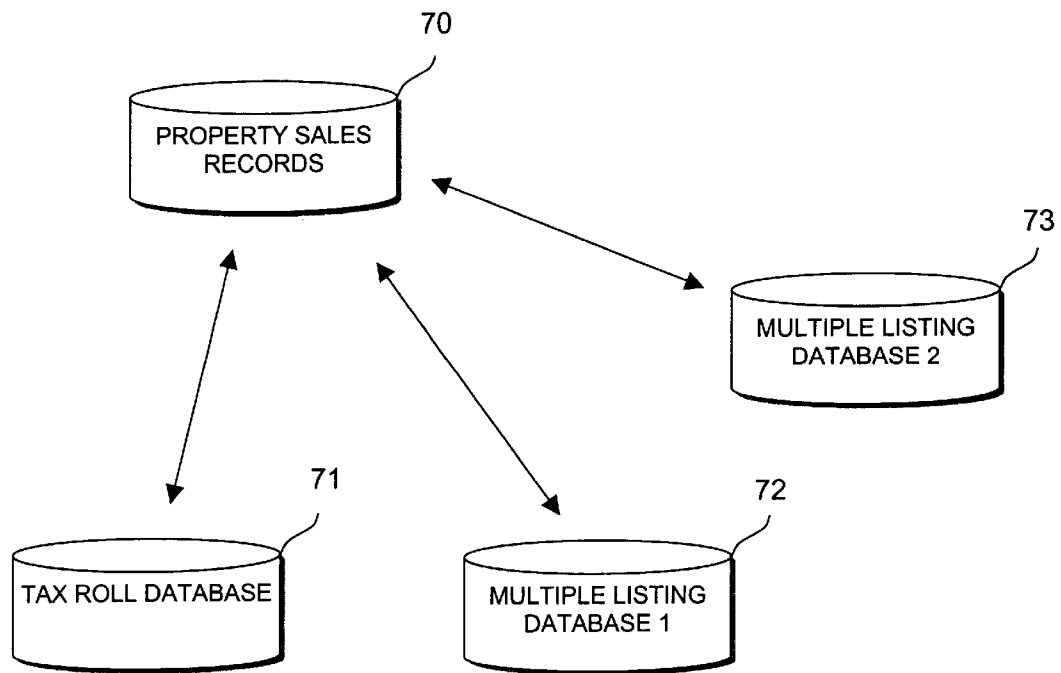 70
PROPERTY SALES
RECORDS
73
MULTIPLE LISTING
DATABASE 2
71
TAX ROLL DATABASE
72
MULTIPLE LISTING
DATABASE 1